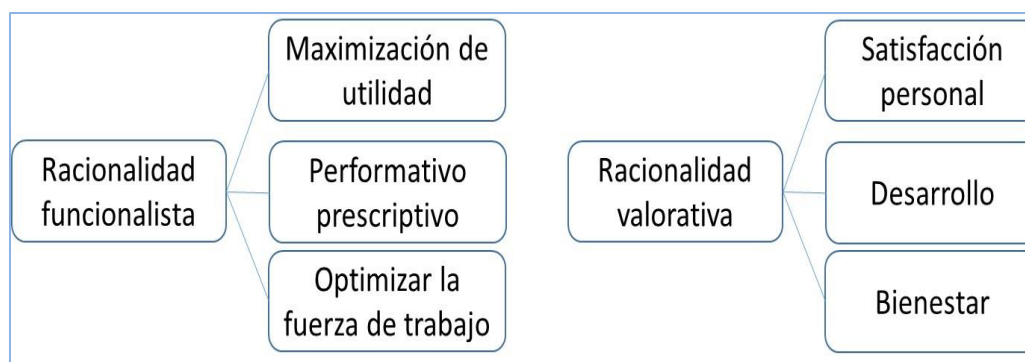 Racionalidad
funcionalista
Maximización de
utilidad
Performativo
prescriptivo
Optimizar la
fuerza de trabajo
Racionalidad
valorativa
Satisfacción
personal
Desarrollo
Bienestar